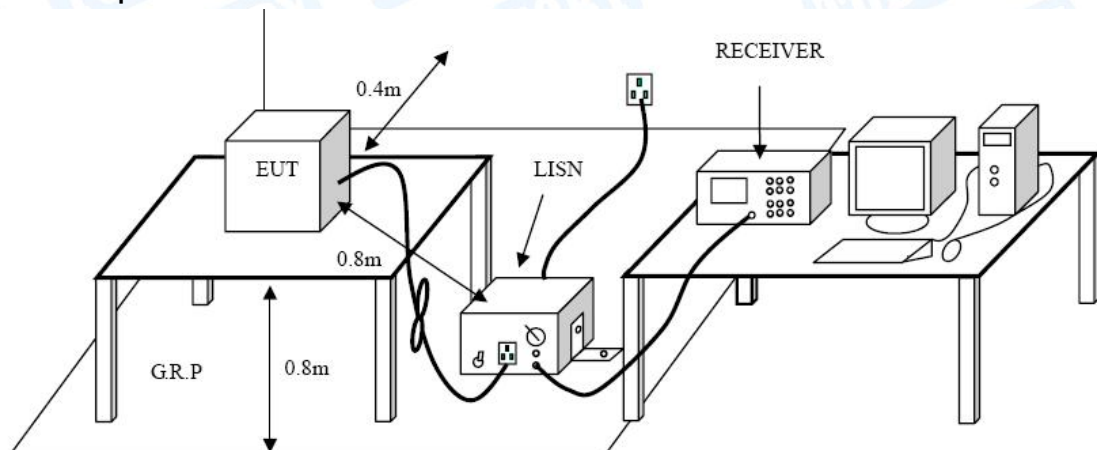 RECEIVER
0.4m
EUT
LISN
0.8m
G.R.P
0.8m